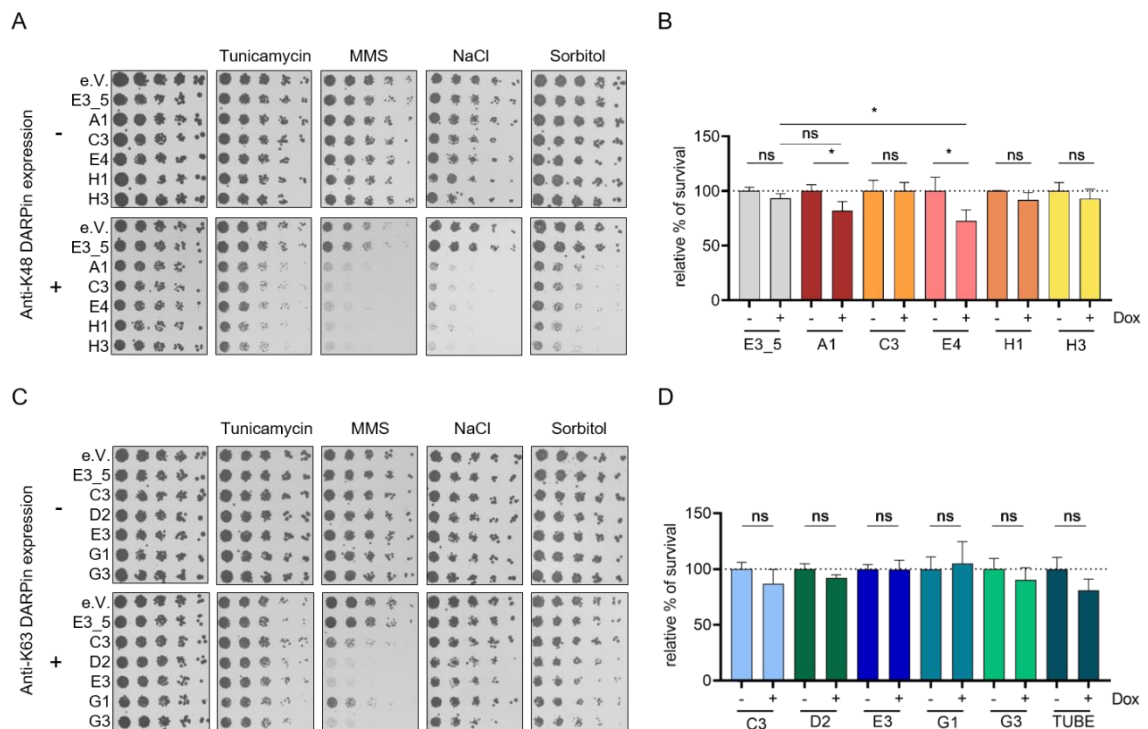 A
Tunicamycin MMS NaCl Sorbitol
Anti-K48 DARPin expression
-
e.V.
E3_5
A1
C3
E4
H1
H3
+
e.V.
E3_5
A1
C3
E4
H1
H3
B
relative % of survival
150
100
50
0
* 
ns
ns * ns * ns ns
- + - + - + - + - + - + Dox
E3_5 A1 C3 E4 H1 H3
C
Tunicamycin MMS NaCl Sorbitol
Anti-K63 DARPin expression
-
e.V.
E3_5
C3
D2
E3
G1
G3
+
e.V.
E3_5
C3
D2
E3
G1
G3
D
relative % of survival
150
100
50
0
ns ns ns ns ns ns
- + - + - + - + - + - + Dox
C3 D2 E3 G1 G3 TUBE